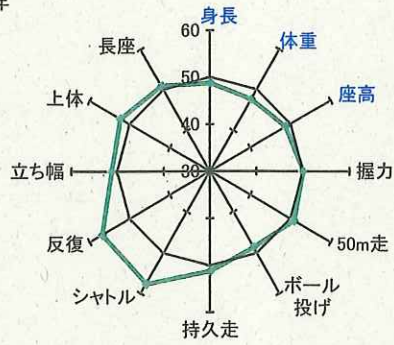 年
身長
体重
座高
握力
50m走
ボール
投げ
持久走
シャトル
反復
立ち幅
上体
長座
60
50
40
30